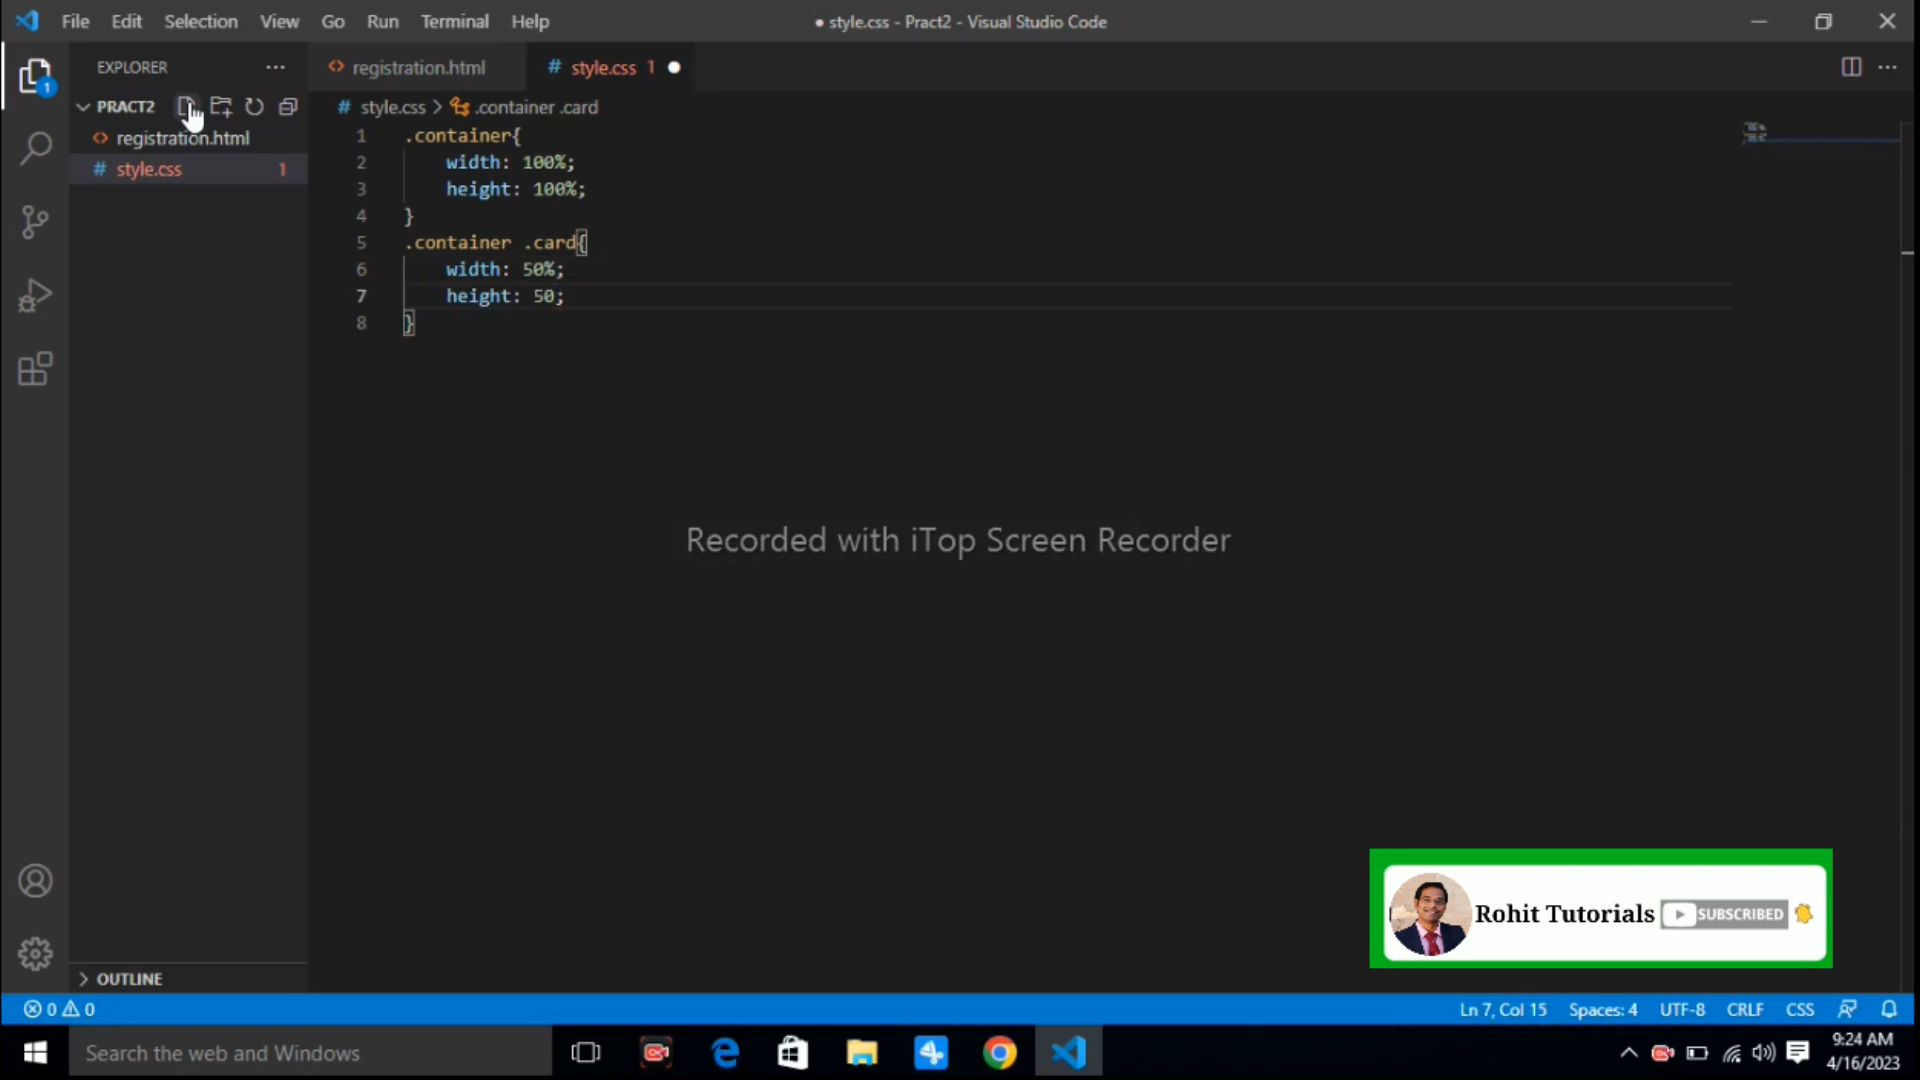 File Edit Selection View Go Run Terminal Help
● style.css - Pract2 - Visual Studio Code
EXPLORER
registration.html
# style.css 1
1
PRACT2
registration.html
# style.css 1
# style.css > .container .card
1 .container{
2 width: 100%;
3 height: 100%;
4 }
5 .container .card{
6 width: 50%;
7 height: 50;
8 }
Recorded with iTop Screen Recorder
Rohit Tutorials SUBSCRIBED
OUTLINE
0 0
Ln 7, Col 15 Spaces: 4 UTF-8 CRLF CSS
Search the web and Windows
9:24 AM
4/16/2023